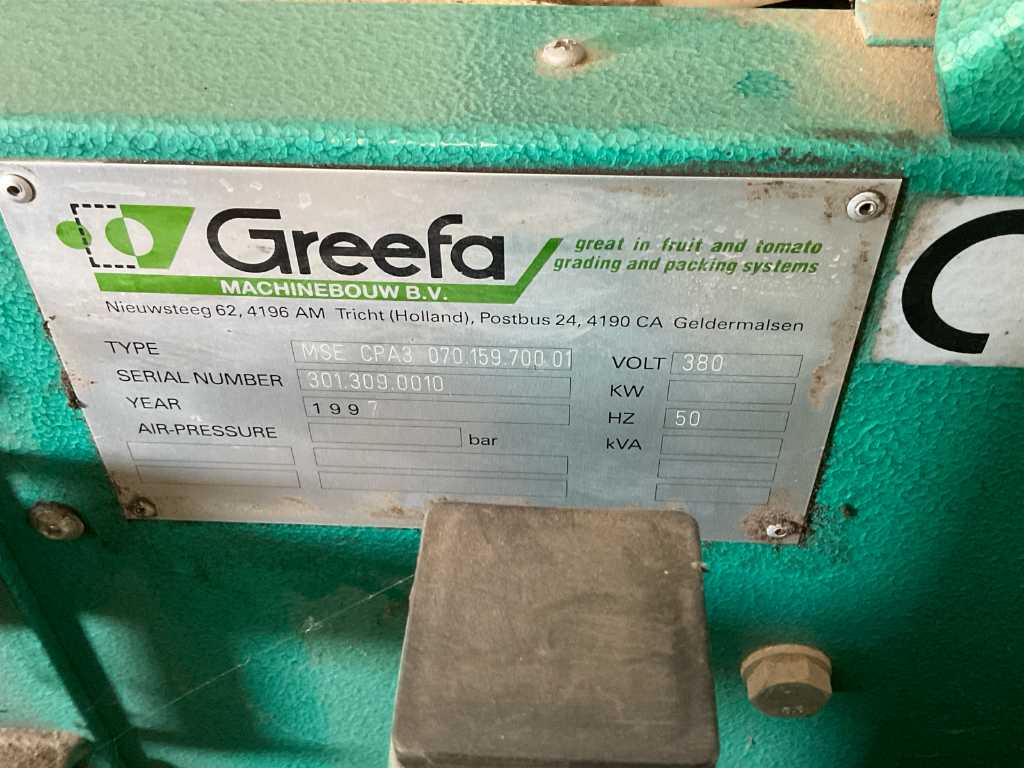 Greefa
great in fruit and tomato
grading and packing systems
MACHINEBOUW B.V.
Nieuwsteeg 62, 4196 AM Tricht (Holland), Postbus 24, 4190 CA Geldermalsen
TYPE MSE CPA3 070.159.700.01 VOLT 380
SERIAL NUMBER 301.309.0010 KW
YEAR 1997 HZ 50
AIR-PRESSURE bar kVA